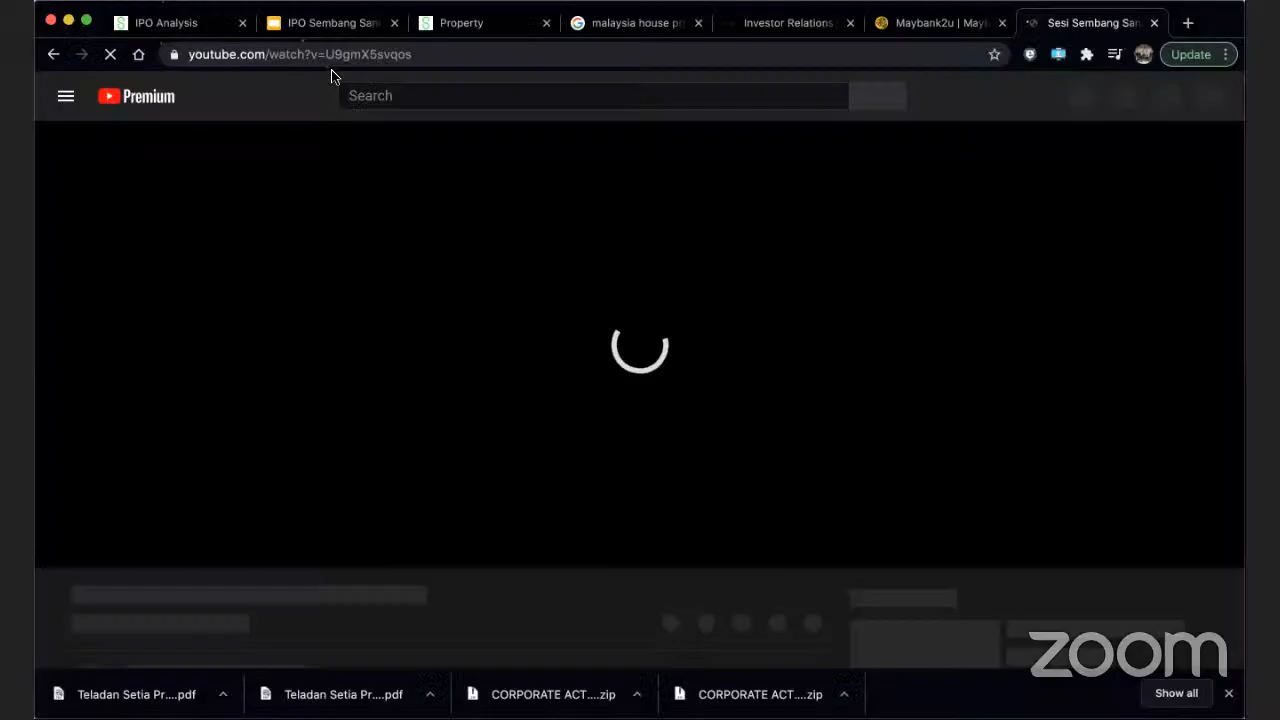 IPO Analysis
IPO Sembang San
Property
malaysia house pr
Investor Relations
Maybank2u | Mayb
Sesi Sembang San
youtube.com/watch?v=U9gmX5svqos
Update
Premium
Search
Teladan Setia Pr....pdf
Teladan Setia Pr....pdf
CORPORATE ACT....zip
CORPORATE ACT....zip
Show all
zoom